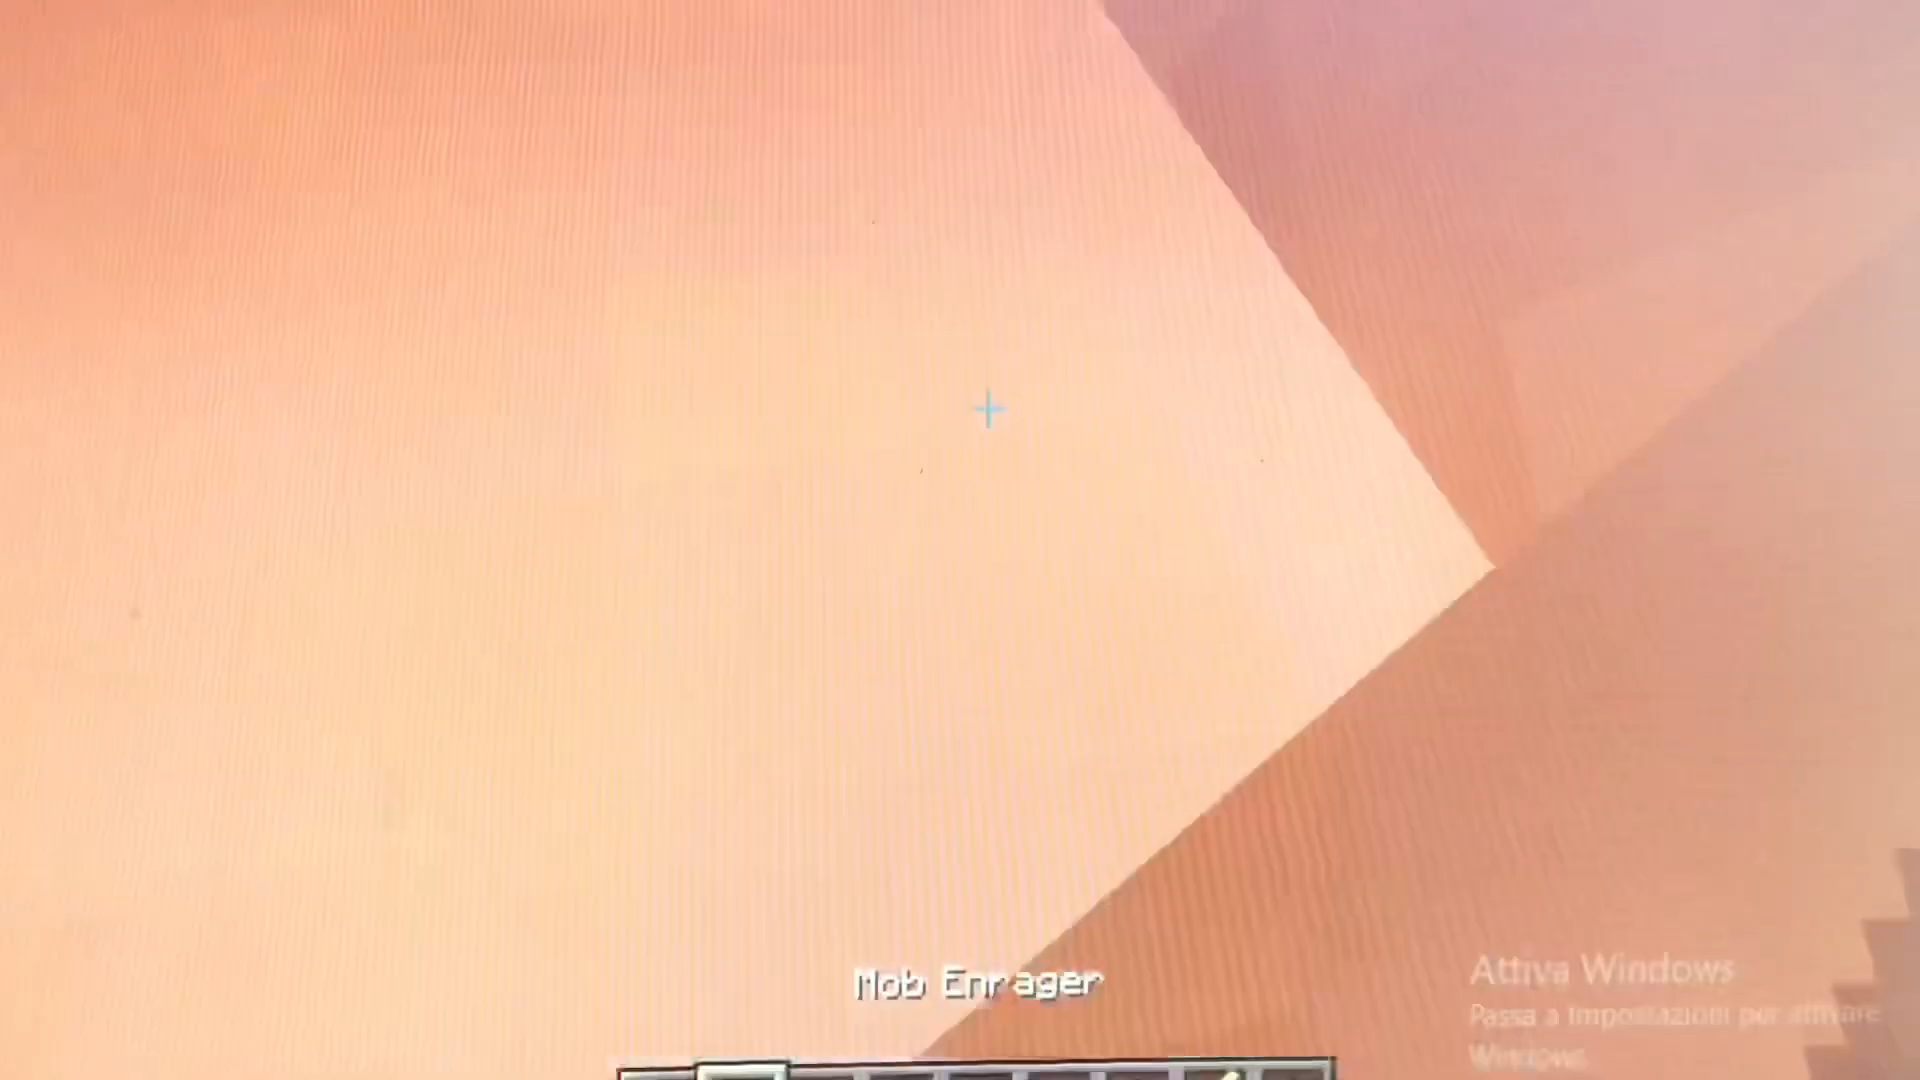 Mob Enrager
Attiva Windows
Passa a Impostazioni per attivare
Windows.